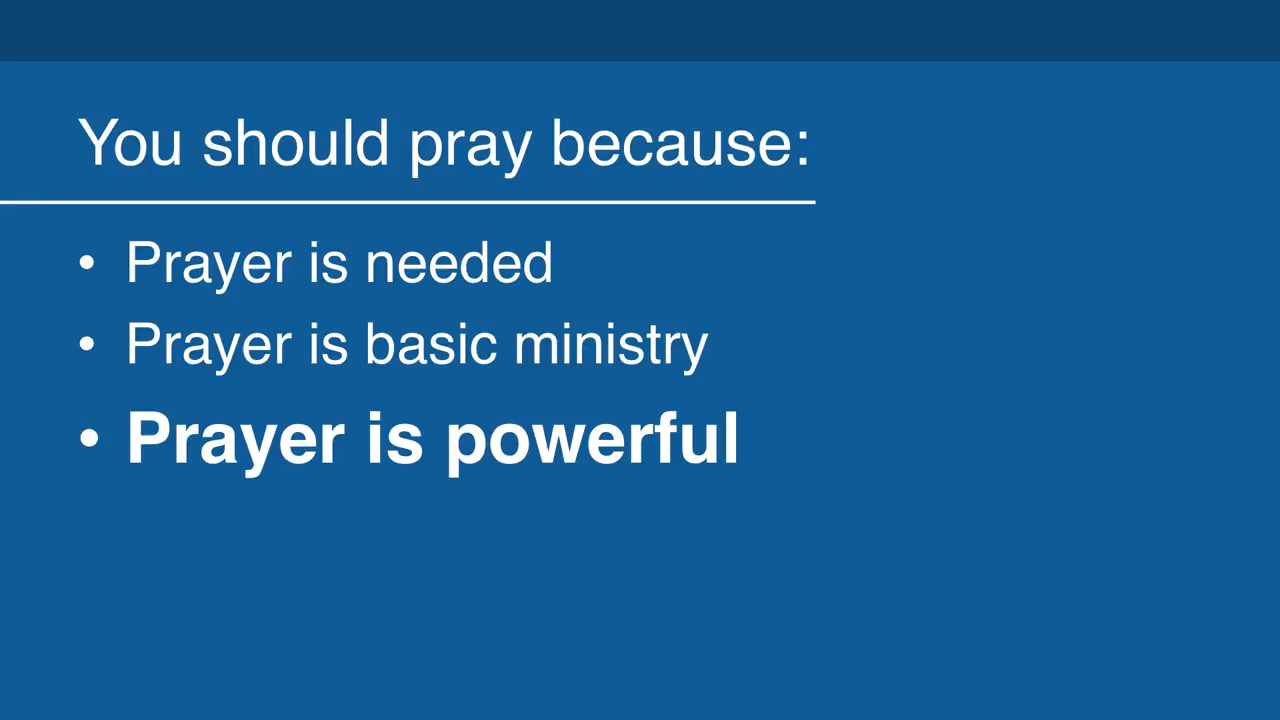 You should pray because:
• Prayer is needed
• Prayer is basic ministry
• Prayer is powerful